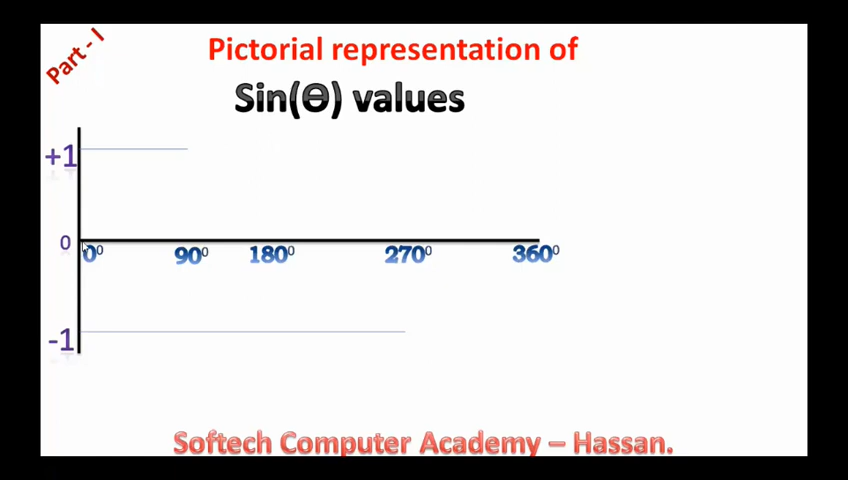 Part - I
Pictorial representation of
Sin(Ө) values
+1
0
0⁰ 90⁰ 180⁰ 270⁰ 360⁰
-1
Softech Computer Academy – Hassan.